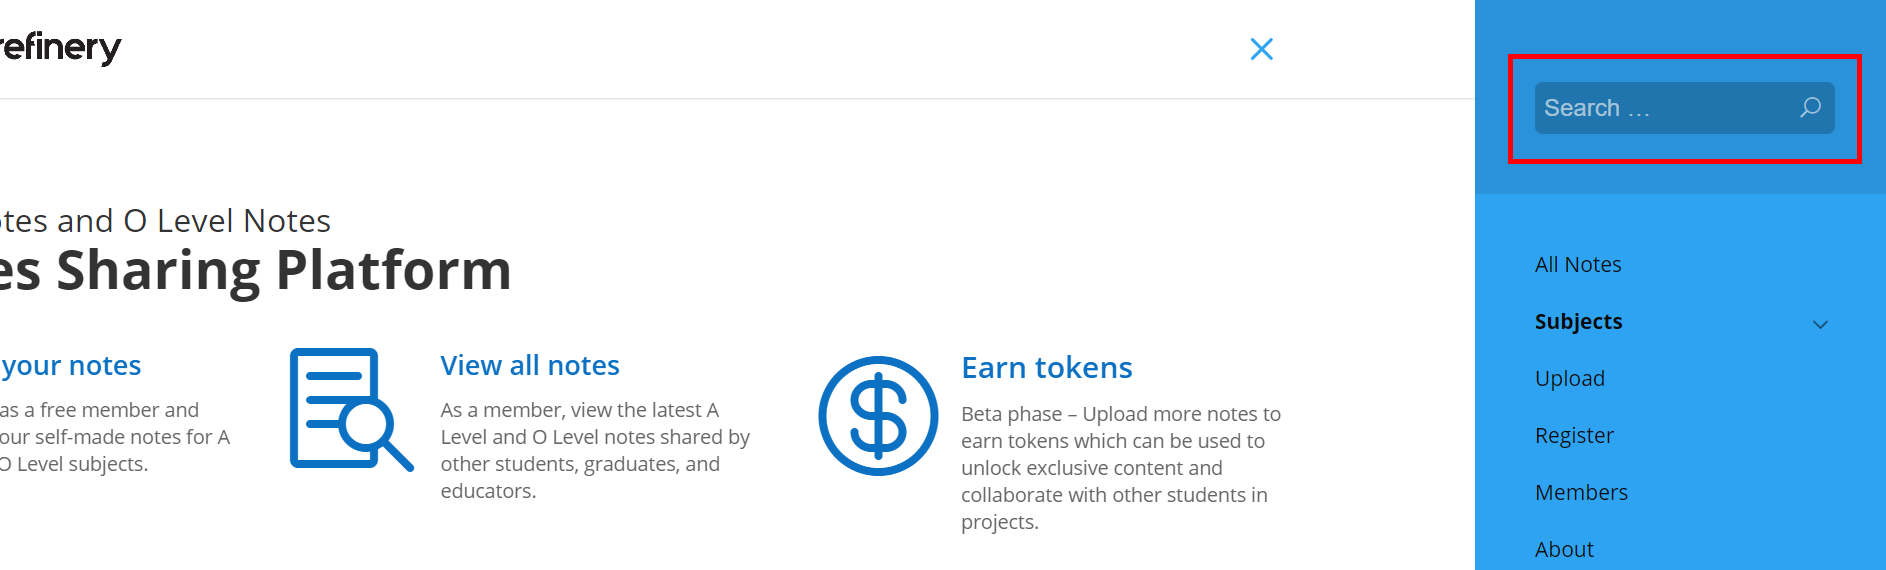 refinery
Search ...
otes and O Level Notes
es Sharing Platform
your notes
as a free member and
our self-made notes for A
O Level subjects.
View all notes
As a member, view the latest A
Level and O Level notes shared by
other students, graduates, and
educators.
Earn tokens
Beta phase – Upload more notes to
earn tokens which can be used to
unlock exclusive content and
collaborate with other students in
projects.
All Notes
Subjects
Upload
Register
Members
About